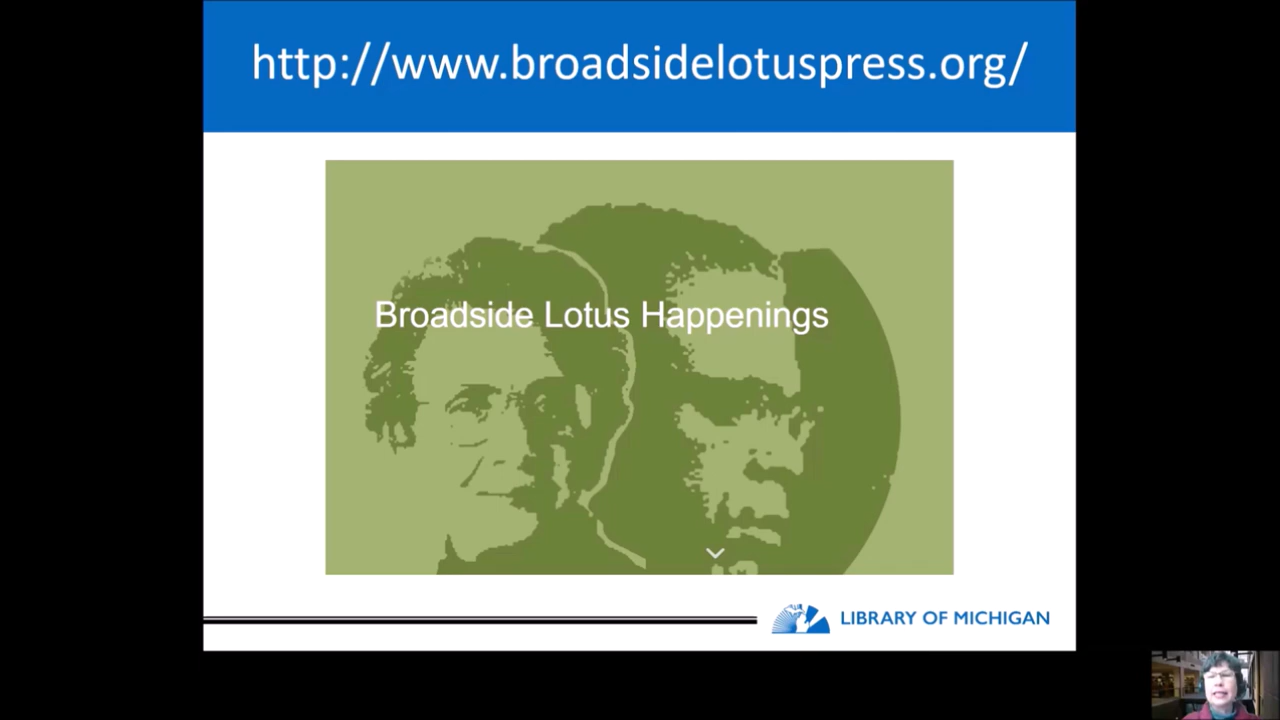 http://www.broadsidelotuspress.org/
Broadside Lotus Happenings
LIBRARY OF MICHIGAN